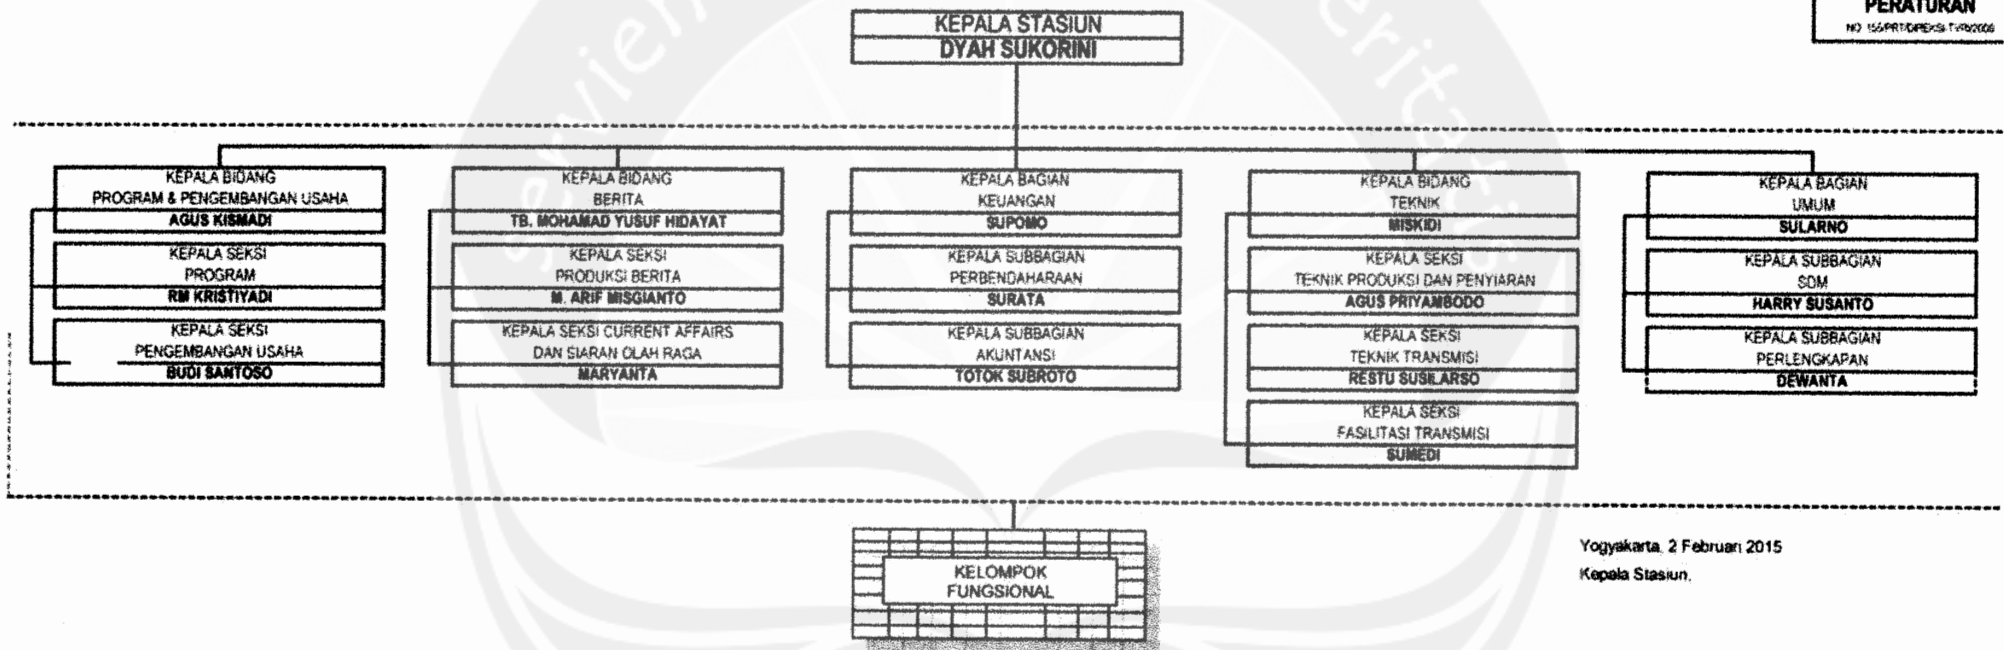 PERATURAN
KEPALA STASIUN
DYAH SUKORINI
KEPALA BIDANG
PROGRAM & PENGEMBANGAN USAHA
AGUS KISMADI
KEPALA SEKSI
PROGRAM
RM KRISTIYADI
KEPALA SEKSI
PENGEMBANGAN USAHA
BUDI SANTOSO
KEPALA BIDANG
BERITA
TB. MOHAMAD YUSUF HIDAYAT
KEPALA SEKSI
PRODUKSI BERITA
M. ARIF MISGIANTO
KEPALA SEKSI CURRENT AFFAIRS
DAN SIARAN OLAH RAGA
MARYANTA
KEPALA BAGIAN
KEUANGAN
SUPOMO
KEPALA SUBBAGIAN
PERBENDAHARAAN
SURATA
KEPALA SUBBAGIAN
AKUNTANSI
TOTOK SUBROTO
KEPALA BIDANG
TEKNIK
MISKIDI
KEPALA SEKSI
TEKNIK PRODUKSI DAN PENYIARAN
AGUS PRIYAMBODO
KEPALA SEKSI
TEKNIK TRANSMISI
RESTU SUSILARSO
KEPALA SEKSI
FASILITASI TRANSMISI
SUMEDI
KEPALA BAGIAN
UMUM
SULARNO
KEPALA SUBBAGIAN
SDM
HARRY SUSANTO
KEPALA SUBBAGIAN
PERLENGKAPAN
DEWANTA
KELOMPOK
FUNGSIONAL
Yogyakarta, 2 Februari 2015
Kepala Stasiun,